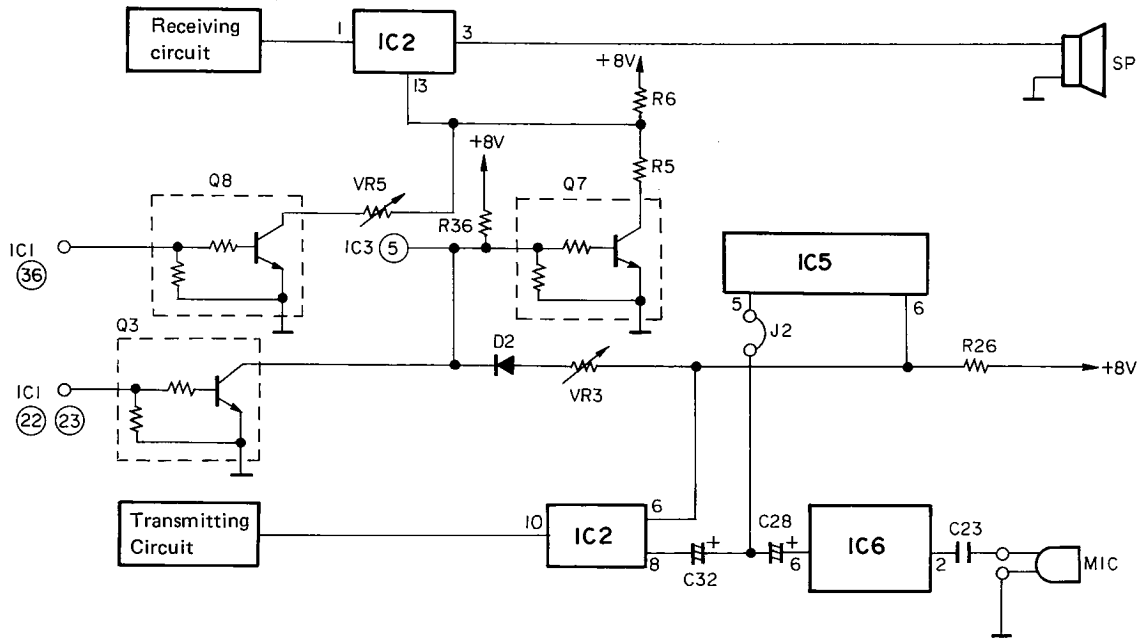 Receiving
circuit
1
IC2
3
13
+8V
SP
R6
+8V
R5
Q8
VR5
R36
Q7
IC1
36
IC3 5
IC5
5
6
J2
Q3
D2
VR3
R26
+8V
IC1
22 23
Transmitting
Circuit
10
IC2
6
8
+
C32
C28
+
6
IC6
2
C23
MIC